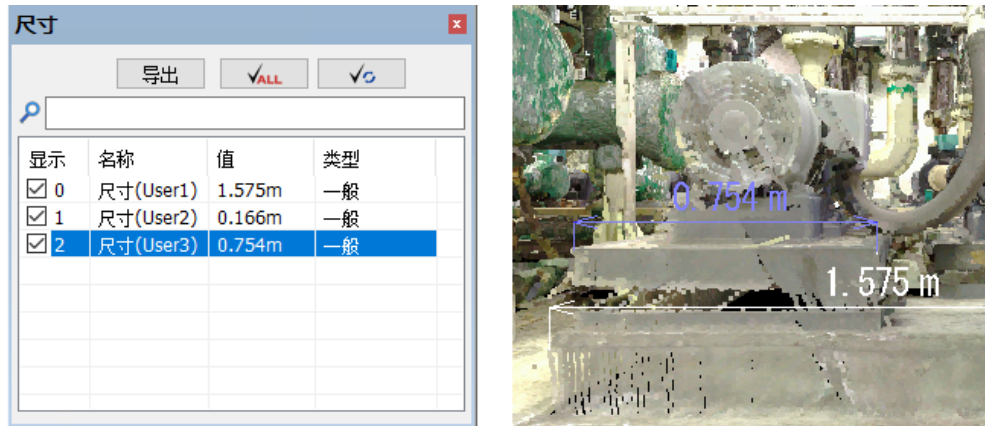 尺寸
导出
ALL
显示 名称 值 类型
0 尺寸(User1) 1.575m 一般
1 尺寸(User2) 0.166m 一般
2 尺寸(User3) 0.754m 一般
0.754 m
1.575 m